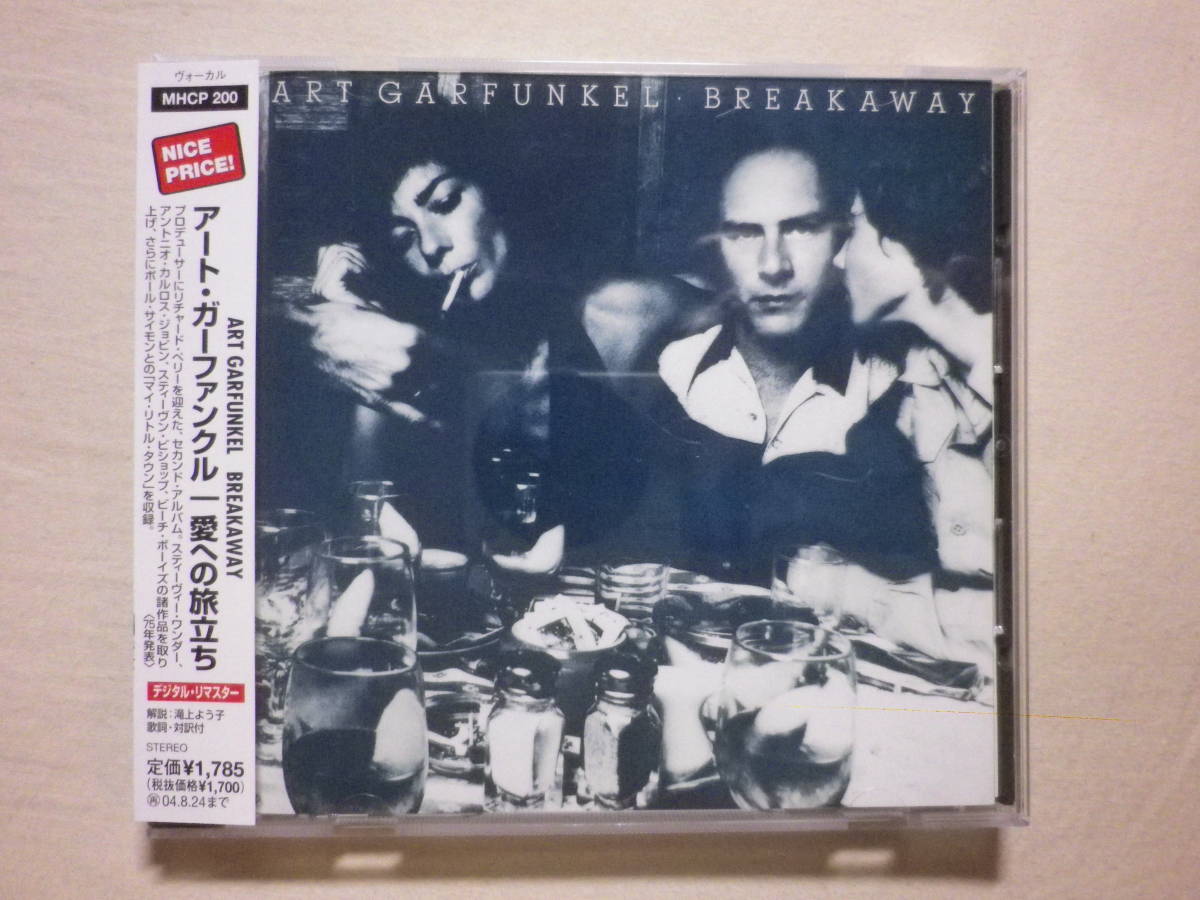 ヴォーカル
MHCP 200
NICE
PRICE!
ART GARFUNKEL BREAKAWAY
アート・ガーファンクル｜愛への旅立ち
プロデューサーにリチャード・ペリーを迎えた、セカンド・アルバム。スティーヴィー・ワンダー、
アントニオ・カルロス・ジョビン、スティーヴン・ビショップ、ビーチ・ボーイズの諸作品を取り
上げ、さらにポール・サイモンとの「マイ・リトル・タウン」を収録。
〈75年発表〉
デジタル・リマスター
解説：滝上よう子
歌詞・対訳付
STEREO
定価¥1,785
(税抜価格¥1,700)
㋐04.8.24まで
ART GARFUNKEL · BREAKAWAY